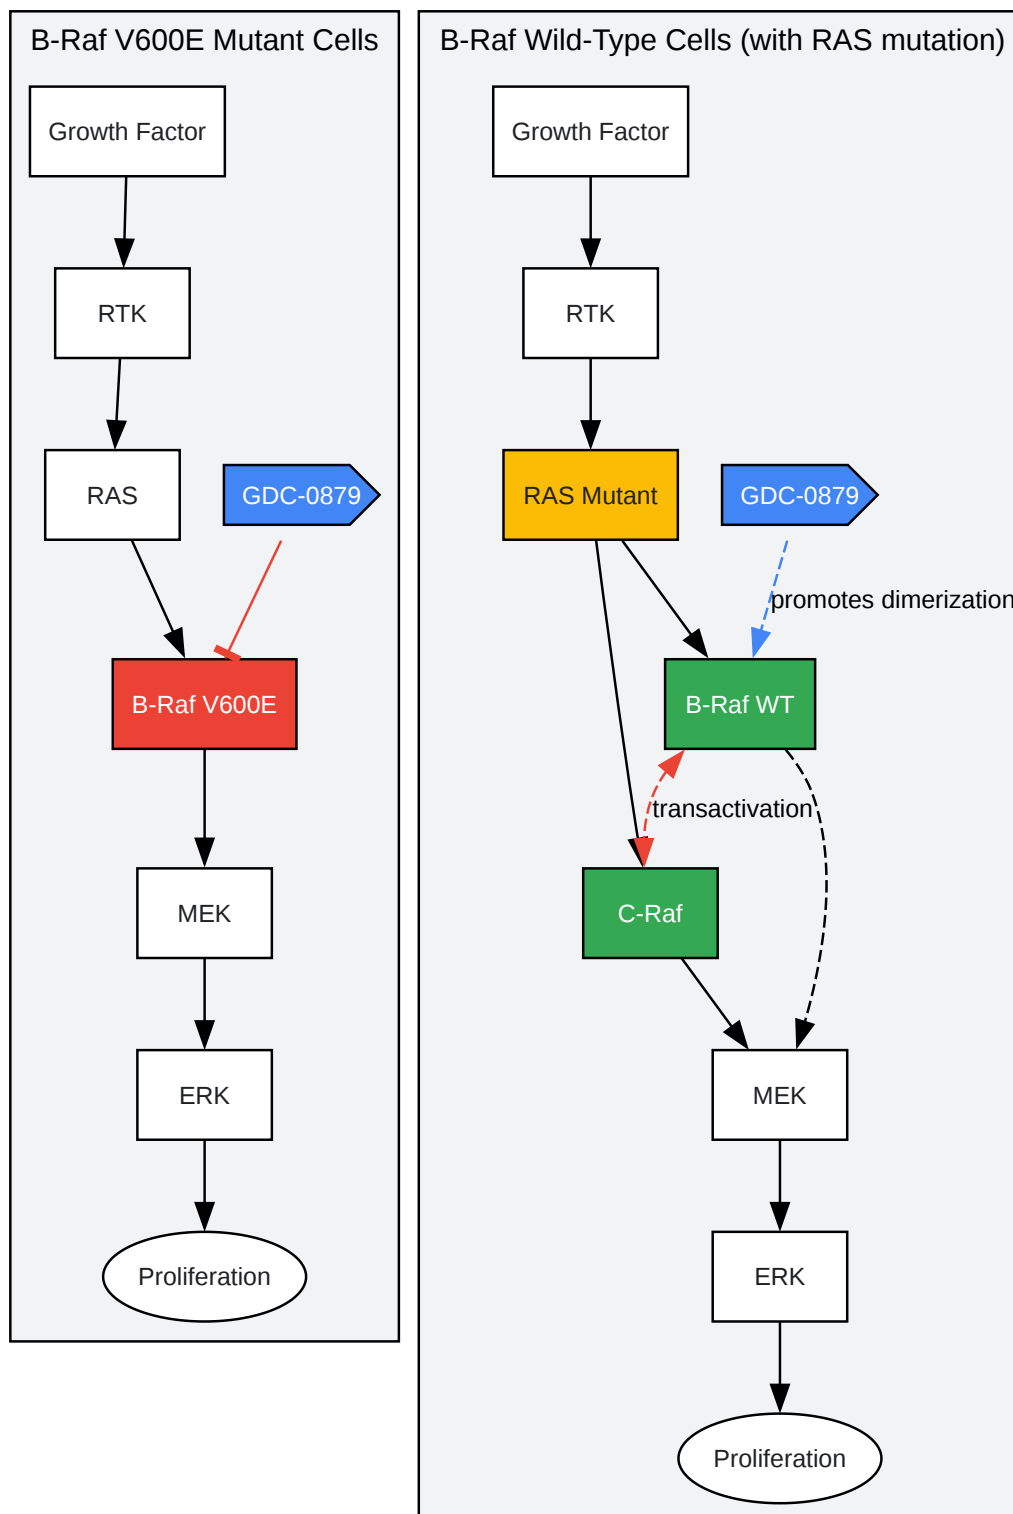 B-Raf V600E Mutant Cells
Growth Factor
RTK
RAS
GDC-0879
B-Raf V600E
MEK
ERK
Proliferation
B-Raf Wild-Type Cells (with RAS mutation)
Growth Factor
RTK
RAS Mutant
GDC-0879
promotes dimerization
B-Raf WT
transactivation
C-Raf
MEK
ERK
Proliferation